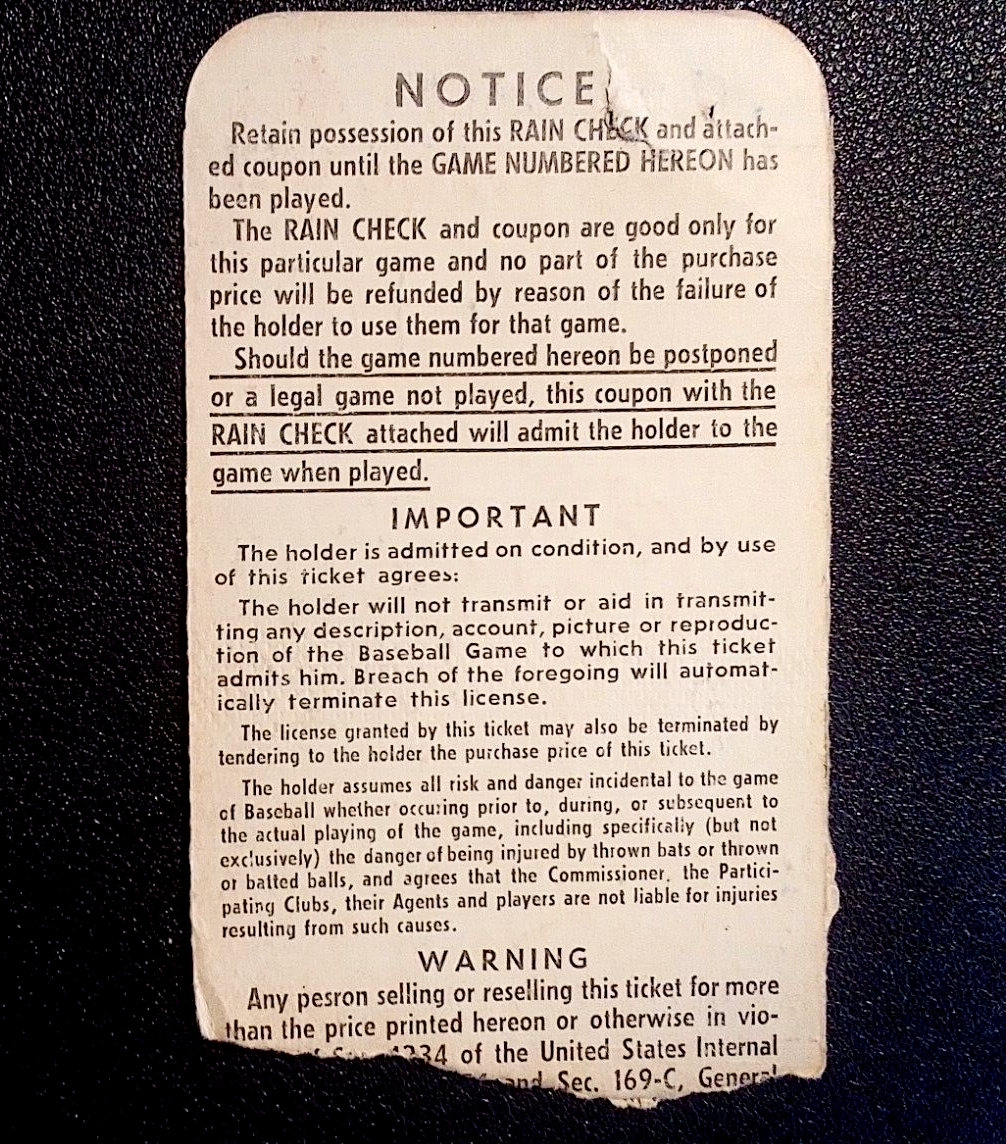 NOTICE
Retain possession of this RAIN CHECK and attach-
ed coupon until the GAME NUMBERED HEREON has
been played.
The RAIN CHECK and coupon are good only for
this particular game and no part of the purchase
price will be refunded by reason of the failure of
the holder to use them for that game.
Should the game numbered hereon be postponed
or a legal game not played, this coupon with the
RAIN CHECK attached will admit the holder to the
game when played.
IMPORTANT
The holder is admitted on condition, and by use
of this ticket agrees:
The holder will not transmit or aid in transmit-
ting any description, account, picture or reproduc-
tion of the Baseball Game to which this ticket
admits him. Breach of the foregoing will automat-
ically terminate this license.
The license granted by this ticket may also be terminated by
tendering to the holder the purchase price of this ticket.
The holder assumes all risk and danger incidental to the game
of Baseball whether occuring prior to, during, or subsequent to
the actual playing of the game, including specifically (but not
exclusively) the danger of being injured by thrown bats or thrown
or batted balls, and agrees that the Commissioner, the Partici-
pating Clubs, their Agents and players are not liable for injuries
resulting from such causes.
WARNING
Any pesron selling or reselling this ticket for more
than the price printed hereon or otherwise in vio-
of the United States Internal
and Sec. 169-C, General